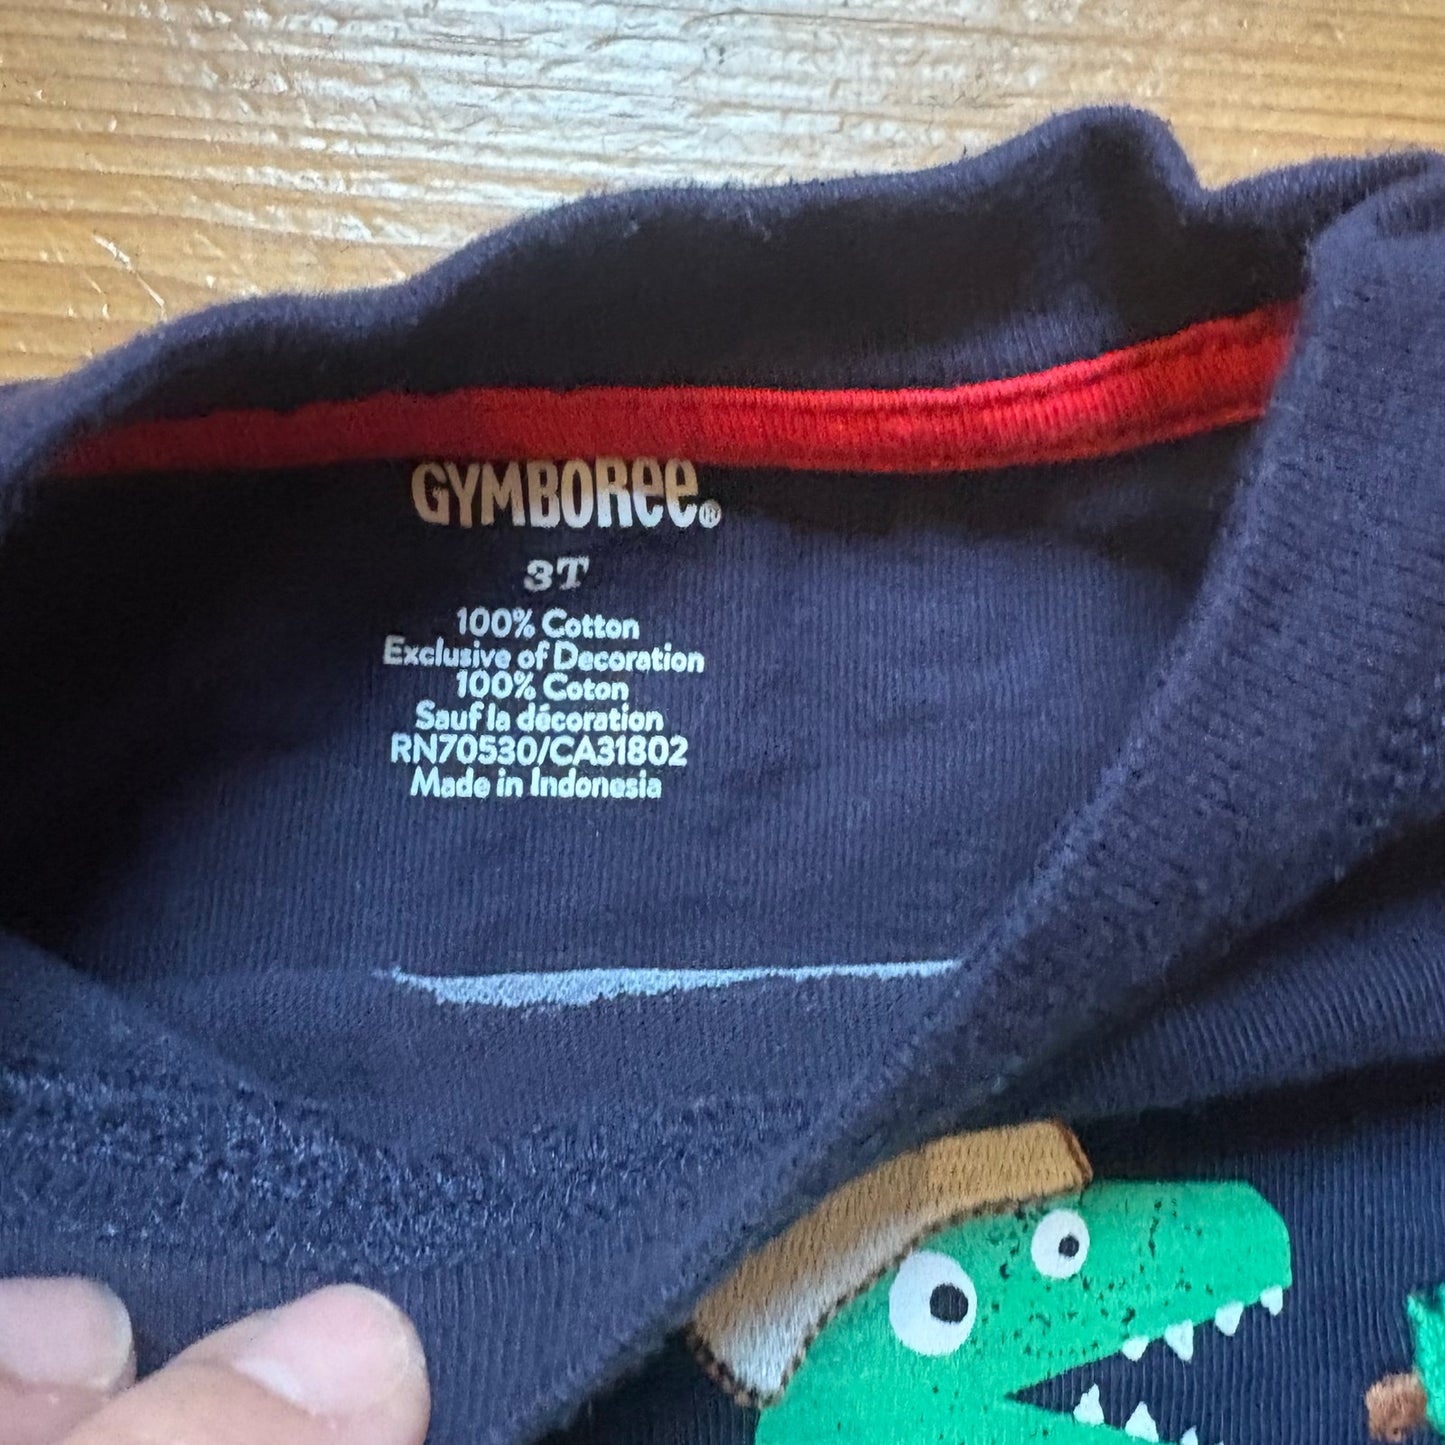 GYMBOREE®
3T
100% Cotton
Exclusive of Decoration
100% Coton
Sauf la décoration
RN70530/CA31802
Made in Indonesia